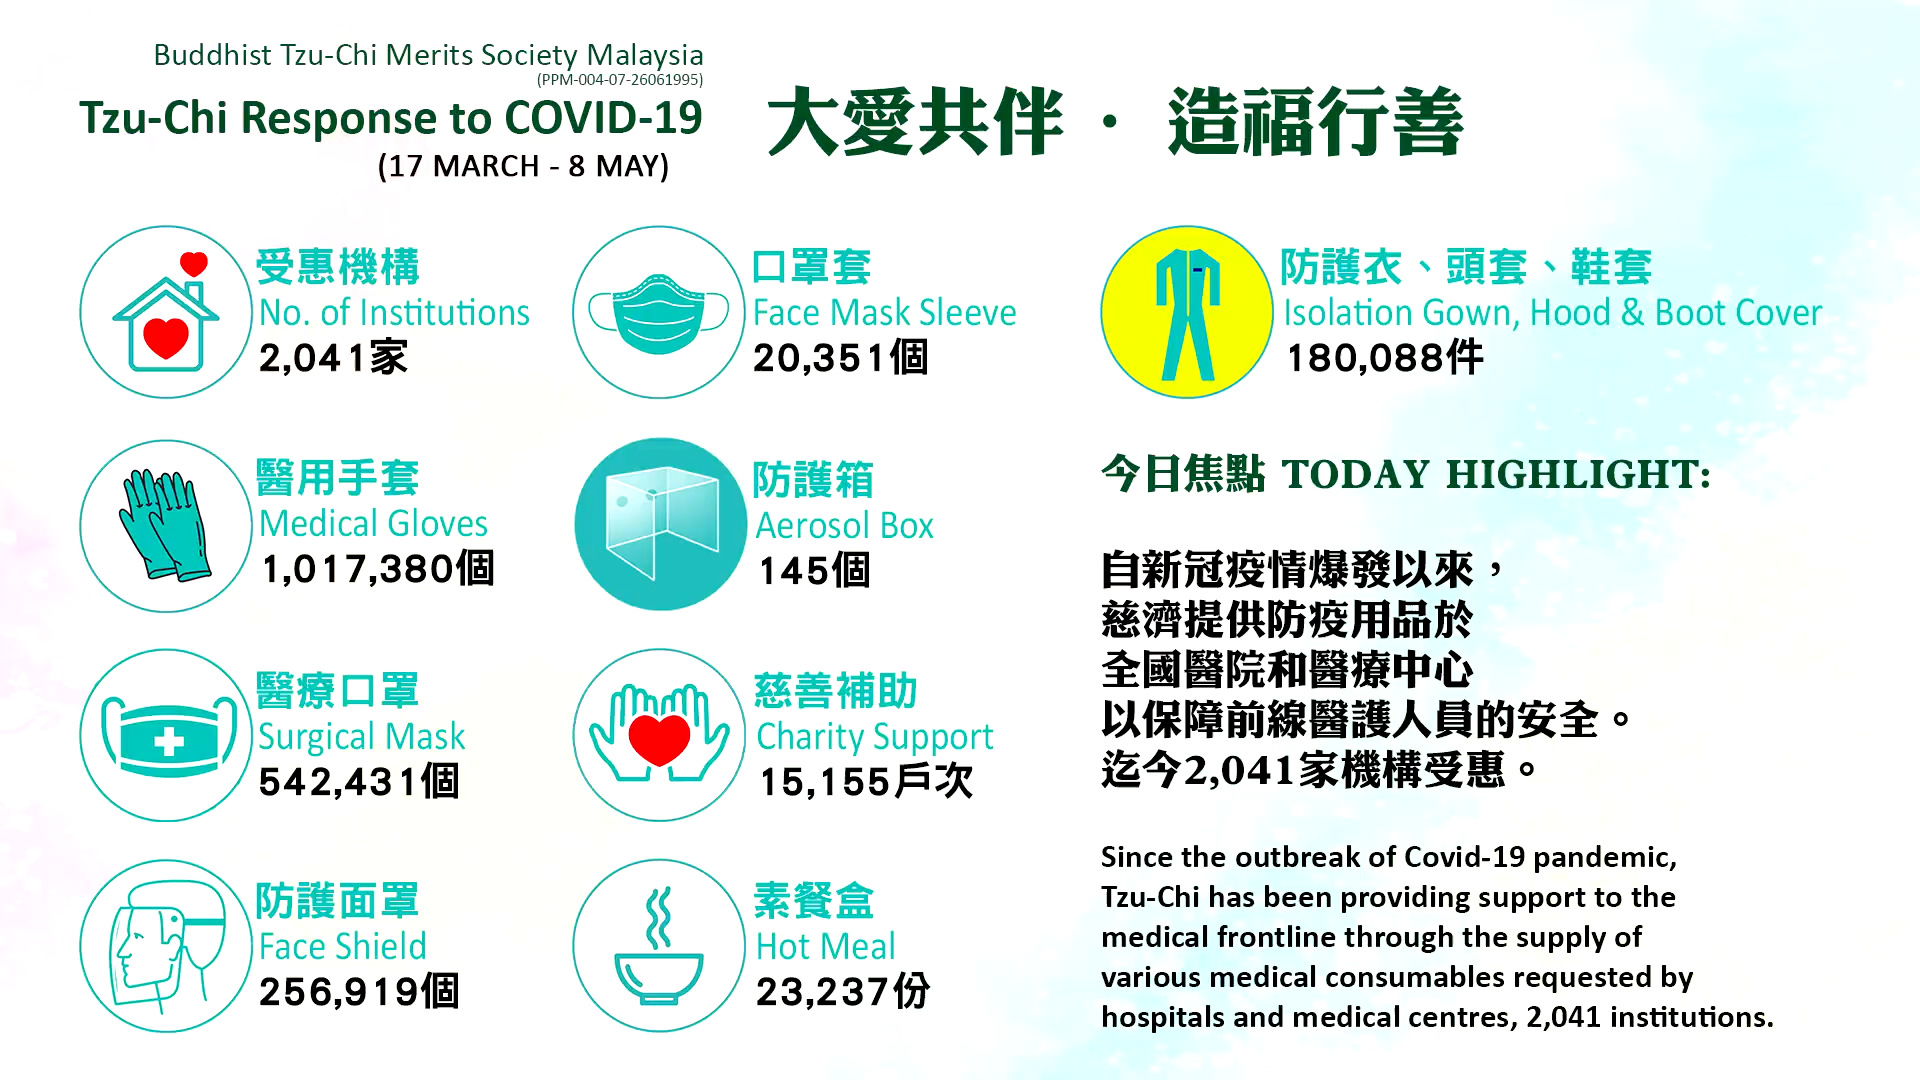 Buddhist Tzu-Chi Merits Society Malaysia
(PPM-004-07-26061995)
Tzu-Chi Response to COVID-19
(17 MARCH - 8 MAY)
大愛共伴 · 造福行善
受惠機構
No. of Institutions
2,041家
口罩套
Face Mask Sleeve
20,351個
防護衣、頭套、鞋套
Isolation Gown, Hood & Boot Cover
180,088件
醫用手套
Medical Gloves
1,017,380個
防護箱
Aerosol Box
145個
醫療口罩
Surgical Mask
542,431個
慈善補助
Charity Support
15,155戶次
防護面罩
Face Shield
256,919個
素餐盒
Hot Meal
23,237份
今日焦點 TODAY HIGHLIGHT:
自新冠疫情爆發以來，
慈濟提供防疫用品於
全國醫院和醫療中心
以保障前線醫護人員的安全。
迄今2,041家機構受惠。
Since the outbreak of Covid-19 pandemic,
Tzu-Chi has been providing support to the
medical frontline through the supply of
various medical consumables requested by
hospitals and medical centres, 2,041 institutions.